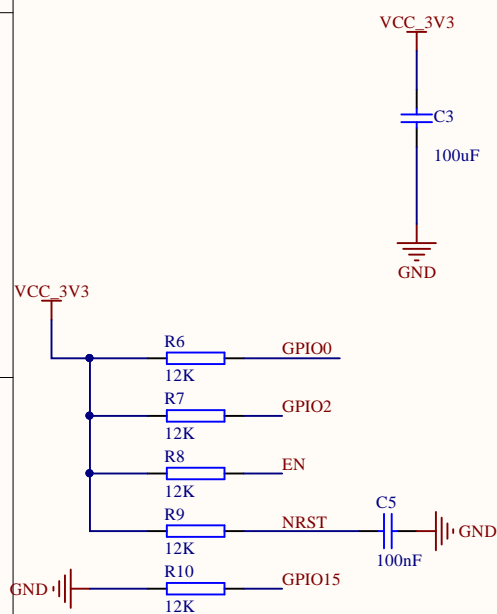 VCC_3V3
C3
100uF
GND
VCC_3V3
R6
GPIO0
12K
R7
GPIO2
12K
R8
EN
12K
R9
NRST
C5
12K
100nF
GND
R10
GND
GPIO15
12K